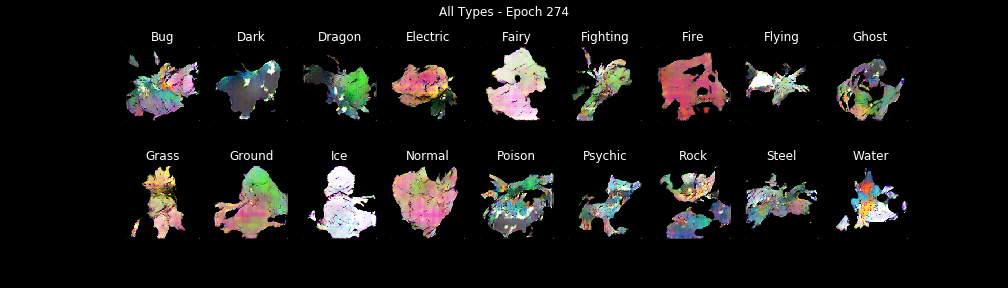 All Types - Epoch 274
Bug Dark Dragon Electric Fairy Fighting Fire Flying Ghost
Grass Ground Ice Normal Poison Psychic Rock Steel Water